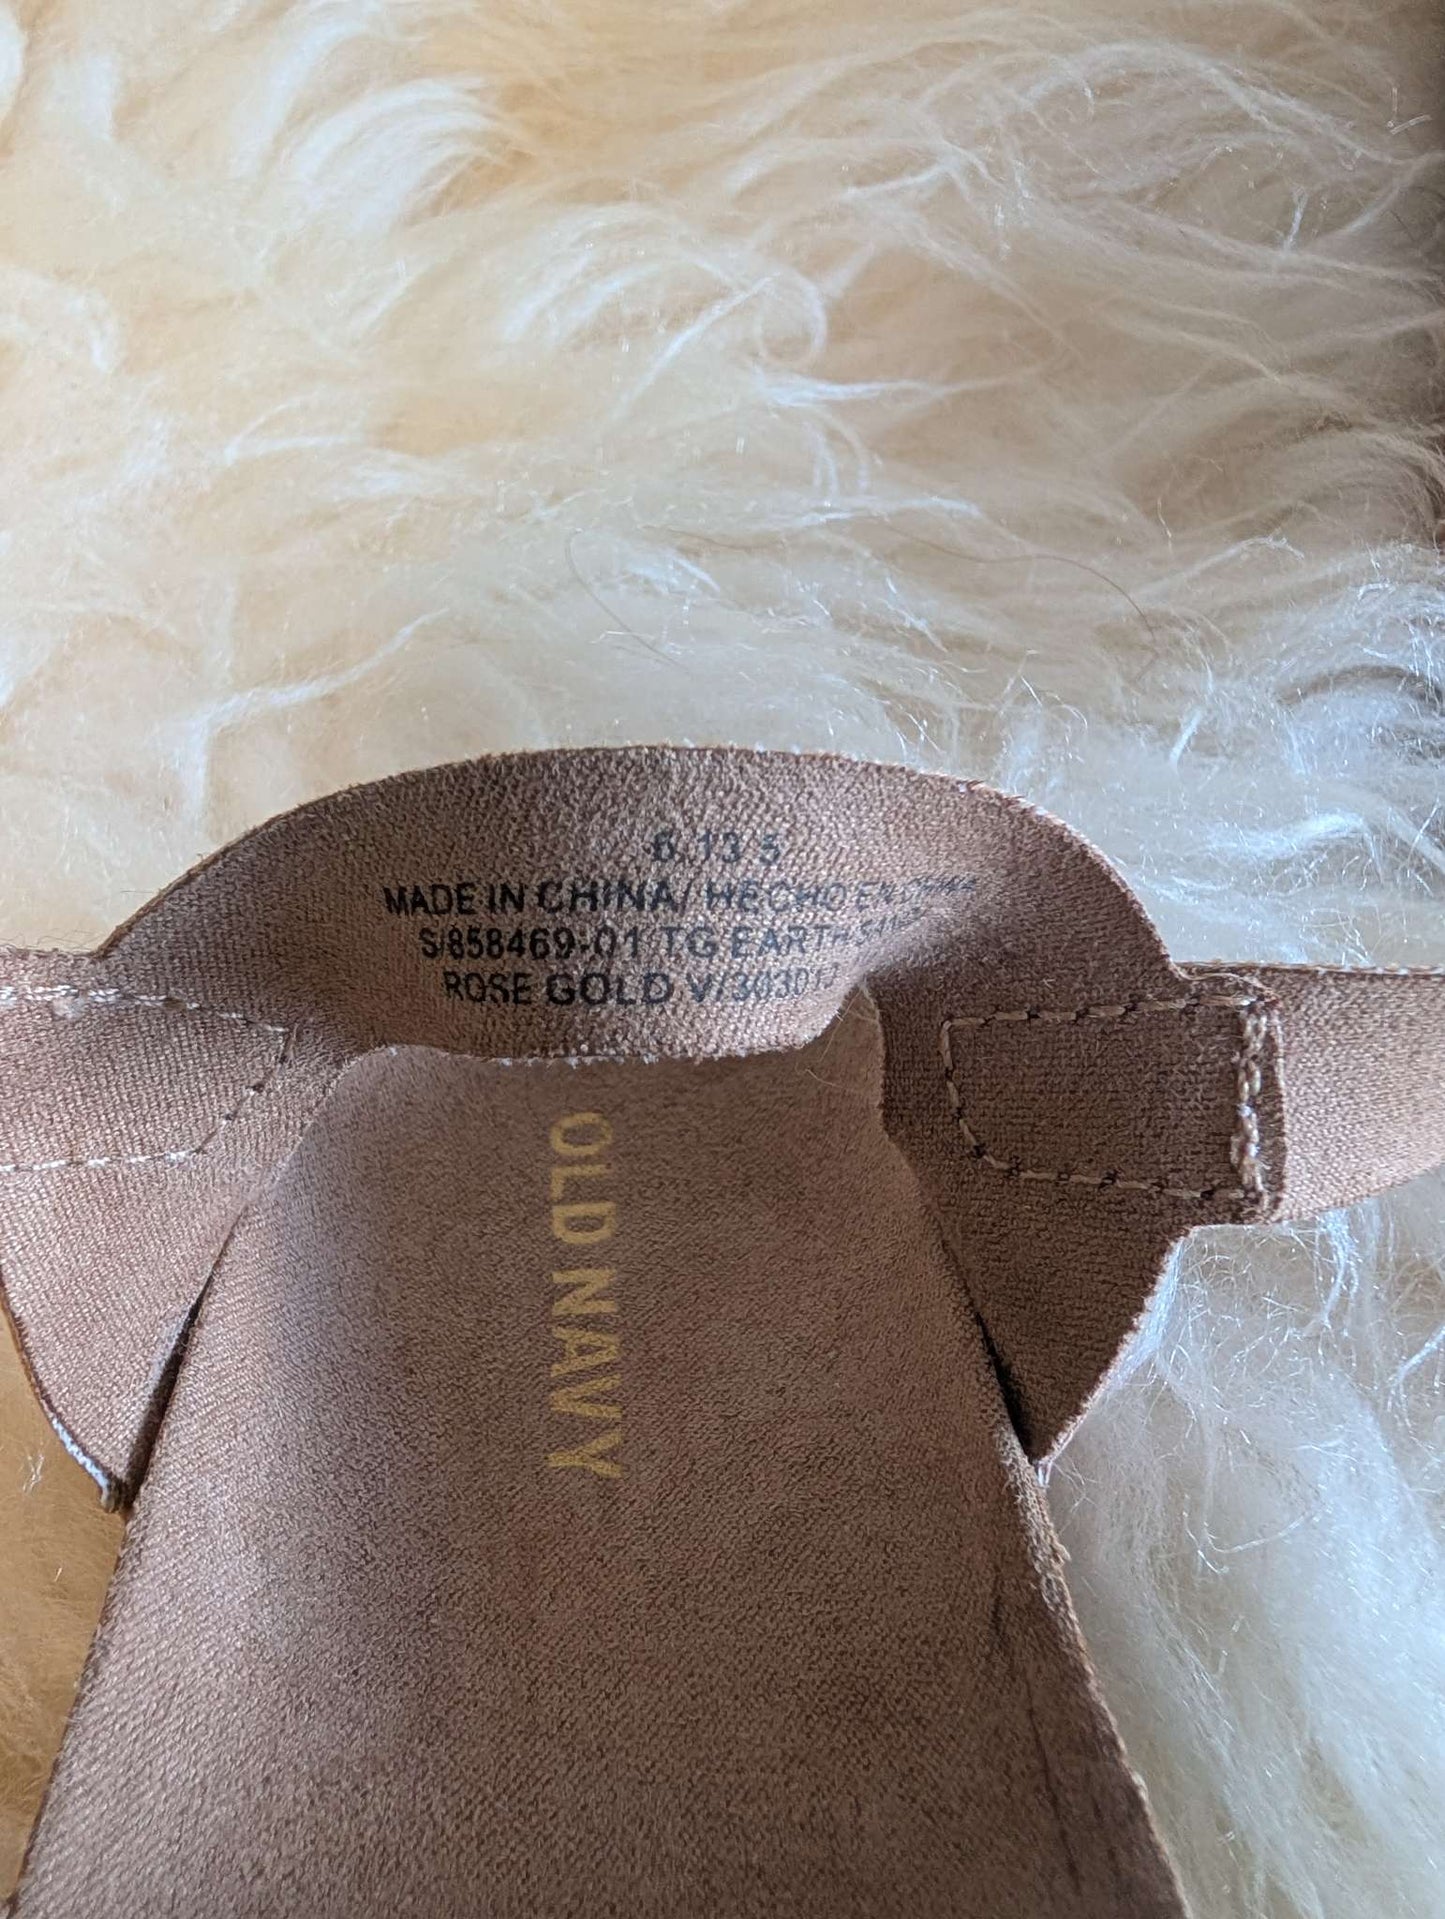 6, 13 5
MADE IN CHINA/ HECHO EN CHINA
S/858469-01/TG EARTH
ROSE GOLD V/
OLD NAVY